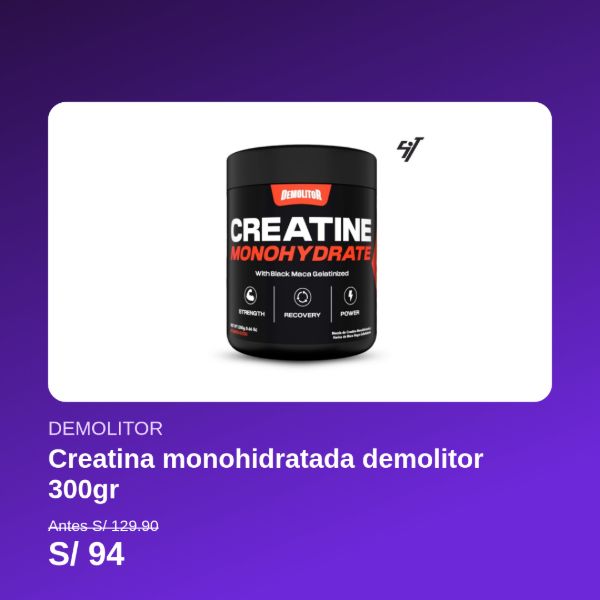 DEMOLITOR
CREATINE
MONOHYDRATE
With Black Maca Gelatinized
STRENGTH
RECOVERY
POWER
DEMOLITOR
Creatina monohidratada demolitor
300gr
Antes S/ 129.90
S/ 94